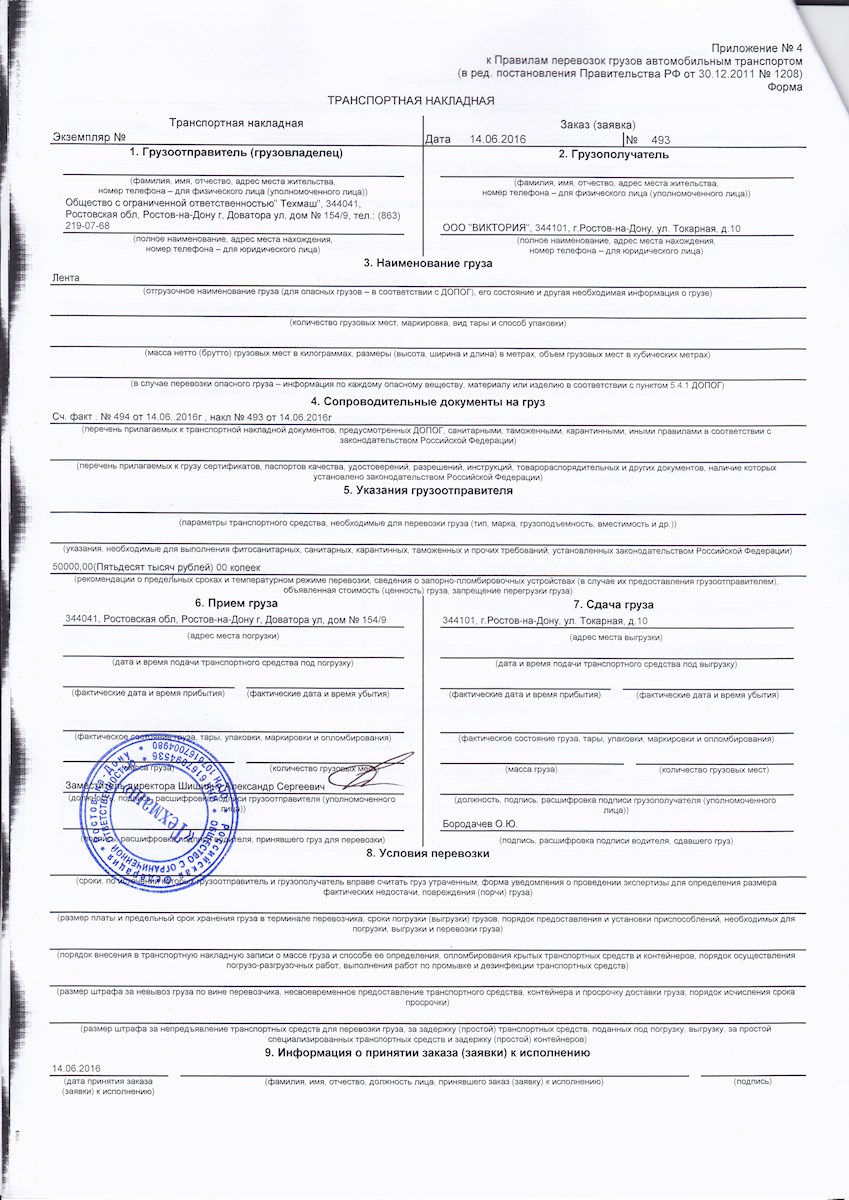 Приложение № 4
к Правилам перевозок грузов автомобильным транспортом
(в ред. постановления Правительства РФ от 30.12.2011 № 1208)
Форма
ТРАНСПОРТНАЯ НАКЛАДНАЯ
Транспортная накладная
Заказ (заявка)
Экземпляр №
Дата 14.06.2016 № 493
1. Грузоотправитель (грузовладелец)
(фамилия, имя, отчество, адрес места жительства,
номер телефона – для физического лица (уполномоченного лица))
Общество с ограниченной ответственностью" Техмаш", 344041,
Ростовская обл, Ростов-на-Дону г, Доватора ул, дом № 154/9, тел.: (863)
219-07-68
(полное наименование, адрес места нахождения,
номер телефона – для юридического лица)
2. Грузополучатель
(фамилия, имя, отчество, адрес места жительства,
номер телефона – для физического лица (уполномоченного лица))
ООО "ВИКТОРИЯ", 344101, г.Ростов-на-Дону, ул. Токарная, д.10
(полное наименование, адрес места нахождения,
номер телефона – для юридического лица)
3. Наименование груза
Лента
(отгрузочное наименование груза (для опасных грузов – в соответствии с ДОПОГ), его состояние и другая необходимая информация о грузе)
(количество грузовых мест, маркировка, вид тары и способ упаковки)
(масса нетто (брутто) грузовых мест в килограммах, размеры (высота, ширина и длина) в метрах, объем грузовых мест в кубических метрах)
(в случае перевозки опасного груза – информация по каждому опасному веществу, материалу или изделию в соответствии с пунктом 5.4.1 ДОПОГ)
4. Сопроводительные документы на груз
Сч. факт . № 494 от 14.06..2016г , накл № 493 от 14.06.2016г
(перечень прилагаемых к транспортной накладной документов, предусмотренных ДОПОГ, санитарными, таможенными, карантинными, иными правилами в соответствии с
законодательством Российской Федерации)
(перечень прилагаемых к грузу сертификатов, паспортов качества, удостоверений, разрешений, инструкций, товарораспорядительных и других документов, наличие которых
установлено законодательством Российской Федерации)
5. Указания грузоотправителя
(параметры транспортного средства, необходимые для перевозки груза (тип, марка, грузоподъемность, вместимость и др.))
(указания, необходимые для выполнения фитосанитарных, санитарных, карантинных, таможенных и прочих требований, установленных законодательством Российской Федерации)
50000,00(Пятьдесят тысяч рублей) 00 копеек
(рекомендации о предельных сроках и температурном режиме перевозки, сведения о запорно-пломбировочных устройствах (в случае их предоставления грузоотправителем),
объявленная стоимость (ценность) груза, запрещение перегрузки груза)
6. Прием груза
344041, Ростовская обл, Ростов-на-Дону г, Доватора ул, дом № 154/9
(адрес места погрузки)
(дата и время подачи транспортного средства под погрузку)
(фактические дата и время прибытия) (фактические дата и время убытия)
(фактическое состояние груза, тары, упаковки, маркировки и опломбирования)
(масса груза) (количество грузовых мест)
Заместитель директора Александр Сергеевич
(должность, подпись, расшифровка подписи грузоотправителя (уполномоченного
лица))
(подпись, расшифровка подписи водителя, принявшего груз для перевозки)
Российская Федерация * г. Ростов-на-Дону
ОБЩЕСТВО С ОГРАНИЧЕННОЙ ОТВЕТСТВЕННОСТЬЮ
«Техмаш»
7. Сдача груза
344101, г.Ростов-на-Дону, ул. Токарная, д.10
(адрес места выгрузки)
(дата и время подачи транспортного средства под выгрузку)
(фактические дата и время прибытия) (фактические дата и время убытия)
(фактическое состояние груза, тары, упаковки, маркировки и опломбирования)
(масса груза) (количество грузовых мест)
(должность, подпись, расшифровка подписи грузополучателя (уполномоченного
лица))
Бородачев О.Ю.
(подпись, расшифровка подписи водителя, сдавшего груз)
8. Условия перевозки
(сроки, по истечении которых грузоотправитель и грузополучатель вправе считать груз утраченным, форма уведомления о проведении экспертизы для определения размера
фактических недостачи, повреждения (порчи) груза)
(размер платы и предельный срок хранения груза в терминале перевозчика, сроки погрузки (выгрузки) грузов, порядок предоставления и установки приспособлений, необходимых для
погрузки, выгрузки и перевозки груза)
(порядок внесения в транспортную накладную записи о массе груза и способе ее определения, опломбирования крытых транспортных средств и контейнеров, порядок осуществления
погрузо-разгрузочных работ, выполнения работ по промывке и дезинфекции транспортных средств)
(размер штрафа за невывоз груза по вине перевозчика, несвоевременное предоставление транспортного средства, контейнера и просрочку доставки груза; порядок исчисления срока
просрочки)
(размер штрафа за непредъявление транспортных средств для перевозки груза, за задержку (простой) транспортных средств, поданных под погрузку, выгрузку, за простой
специализированных транспортных средств и задержку (простой) контейнеров)
9. Информация о принятии заказа (заявки) к исполнению
14.06.2016
(дата принятия заказа
(заявки) к исполнению)
(фамилия, имя, отчество, должность лица, принявшего заказ (заявку) к исполнению)
(подпись)